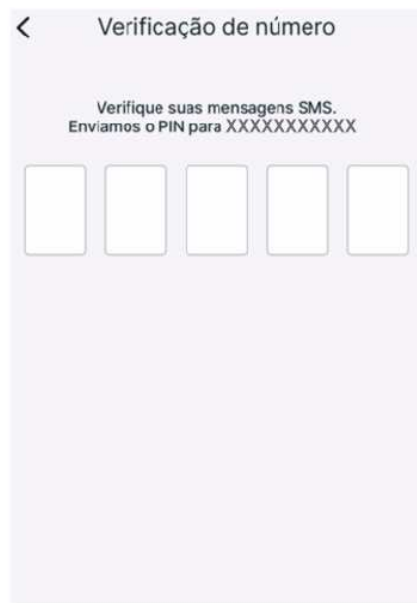 Verificação de número
Verifique suas mensagens SMS.
Enviamos o PIN para XXXXXXXXXXX